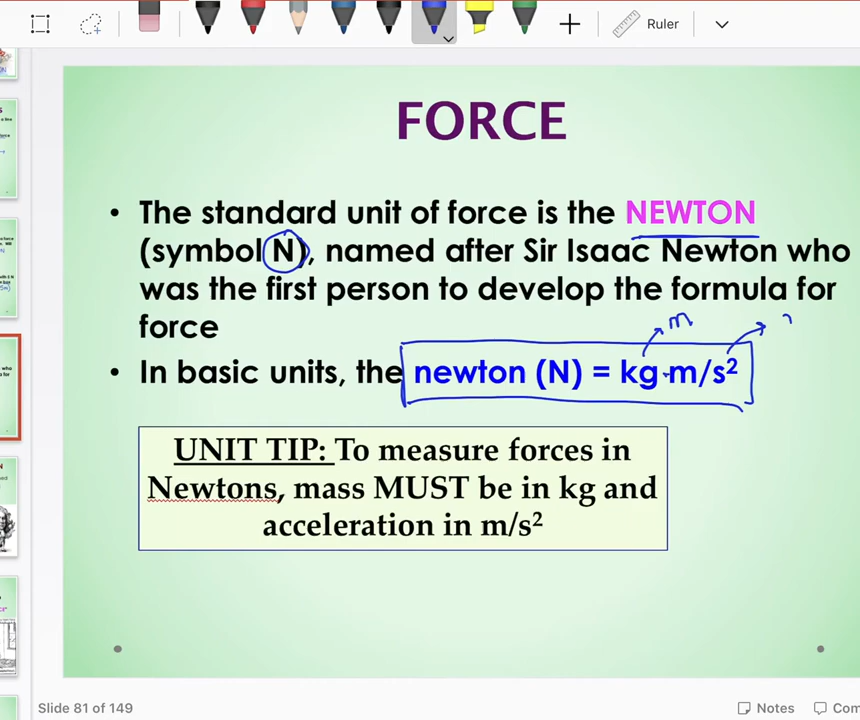 Ruler
FORCE
• The standard unit of force is the NEWTON
(symbol N), named after Sir Isaac Newton who
was the first person to develop the formula for
force
m
• In basic units, the newton (N) = kg·m/s²
UNIT TIP: To measure forces in
Newtons, mass MUST be in kg and
acceleration in m/s²
Slide 81 of 149
Notes
Com